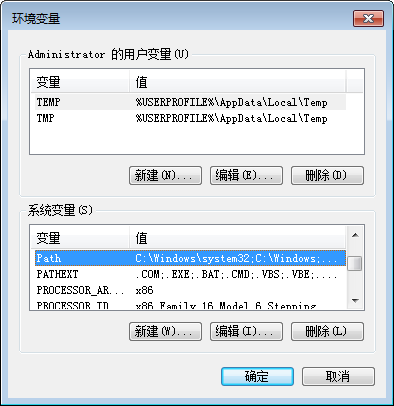 环境变量
Administrator 的用户变量(U)
变量 值
TEMP %USERPROFILE%\AppData\Local\Temp
TMP %USERPROFILE%\AppData\Local\Temp
新建(N)... 编辑(E)... 删除(D)
系统变量(S)
变量 值
Path C:\Windows\system32;C:\Windows;...
PATHEXT .COM;.EXE;.BAT;.CMD;.VBS;.VBE;....
PROCESSOR_AR... x86
PROCESSOR_ID x86 Family 16 Model 6 Stepping
新建(W)... 编辑(I)... 删除(L)
确定 取消